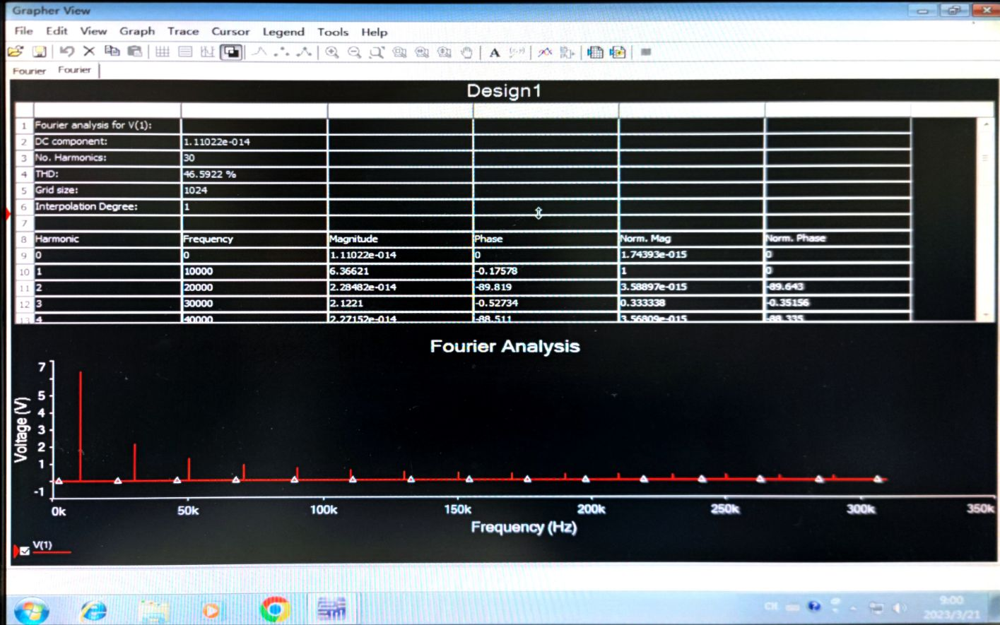 Grapher View
File Edit View Graph Trace Cursor Legend Tools Help
Fourier Fourier
Design1
1 Fourier analysis for V(1):
2 DC component: 1.11022e-014
3 No. Harmonics: 30
4 THD: 46.5922 %
5 Grid size: 1024
6 Interpolation Degree: 1
7
8 Harmonic Frequency Magnitude Phase Norm. Mag Norm. Phase
9 0 0 1.11022e-014 0 1.74393e-015 0
10 1 10000 6.36621 -0.17578 1 0
11 2 20000 2.28482e-014 -89.819 3.58897e-015 -89.643
12 3 30000 2.1221 -0.52734 0.333338 -0.35156
13 4 40000 2.27152e-014 -88.511 3.56809e-015 -88.335
Fourier Analysis
7
5
4
3
2
1
-1
Voltage (V)
0k 50k 100k 150k 200k 250k 300k 350k
Frequency (Hz)
V(1)
CH
9:00
2023/3/21